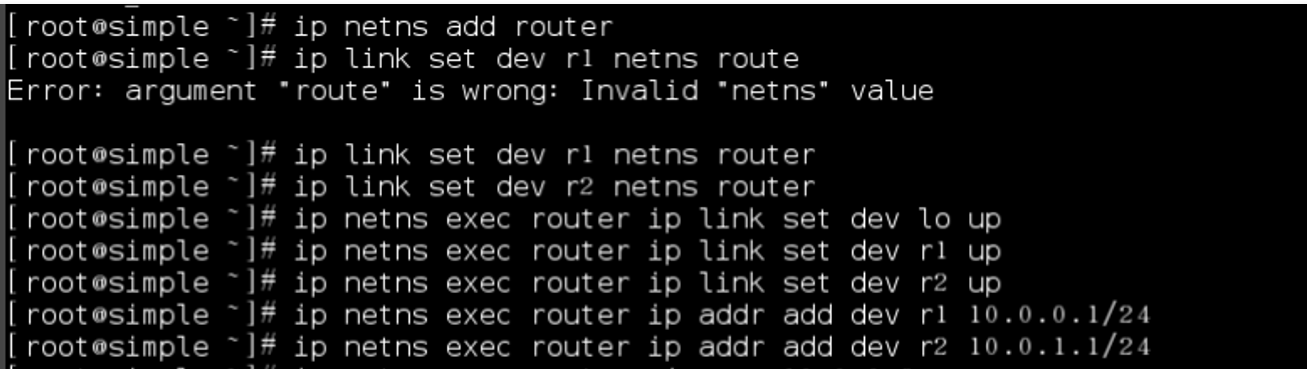 [root@simple ~]# ip netns add router
[root@simple ~]# ip link set dev r1 netns route
Error: argument "route" is wrong: Invalid "netns" value
[root@simple ~]# ip link set dev r1 netns router
[root@simple ~]# ip link set dev r2 netns router
[root@simple ~]# ip netns exec router ip link set dev lo up
[root@simple ~]# ip netns exec router ip link set dev r1 up
[root@simple ~]# ip netns exec router ip link set dev r2 up
[root@simple ~]# ip netns exec router ip addr add dev r1 10.0.0.1/24
[root@simple ~]# ip netns exec router ip addr add dev r2 10.0.1.1/24